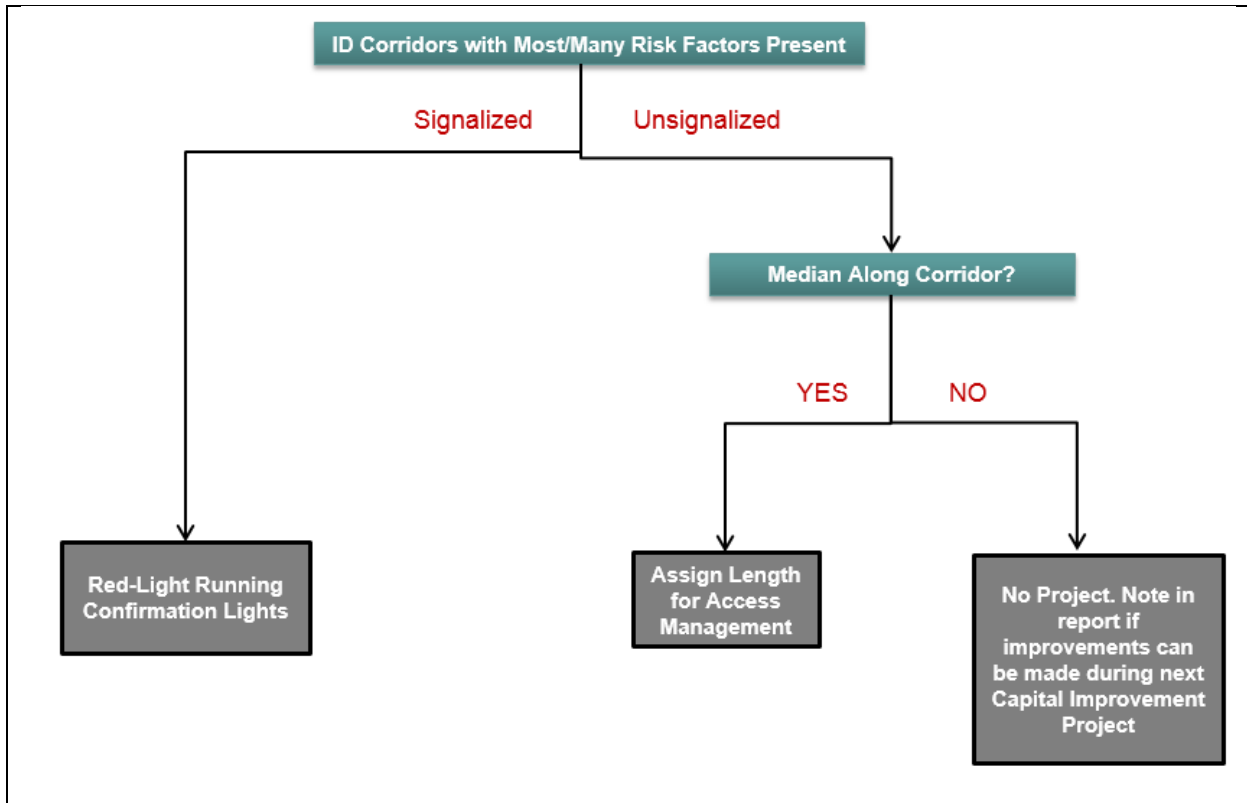 ID Corridors with Most/Many Risk Factors Present
Signalized
Unsignalized
Median Along Corridor?
YES
NO
Red-Light Running
Confirmation Lights
Assign Length
for Access
Management
No Project. Note in
report if
improvements can
be made during next
Capital Improvement
Project